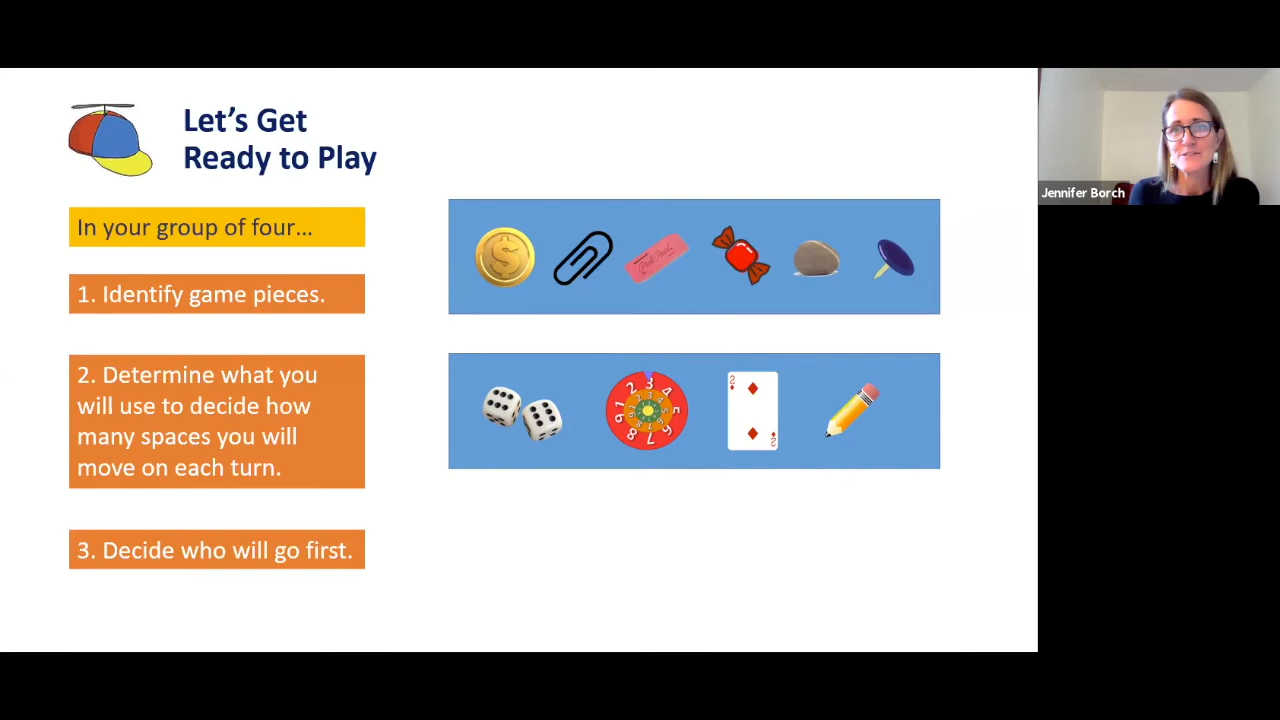 Let's Get
Ready to Play
In your group of four...
1. Identify game pieces.
2. Determine what you
will use to decide how
many spaces you will
move on each turn.
3. Decide who will go first.
Jennifer Borch